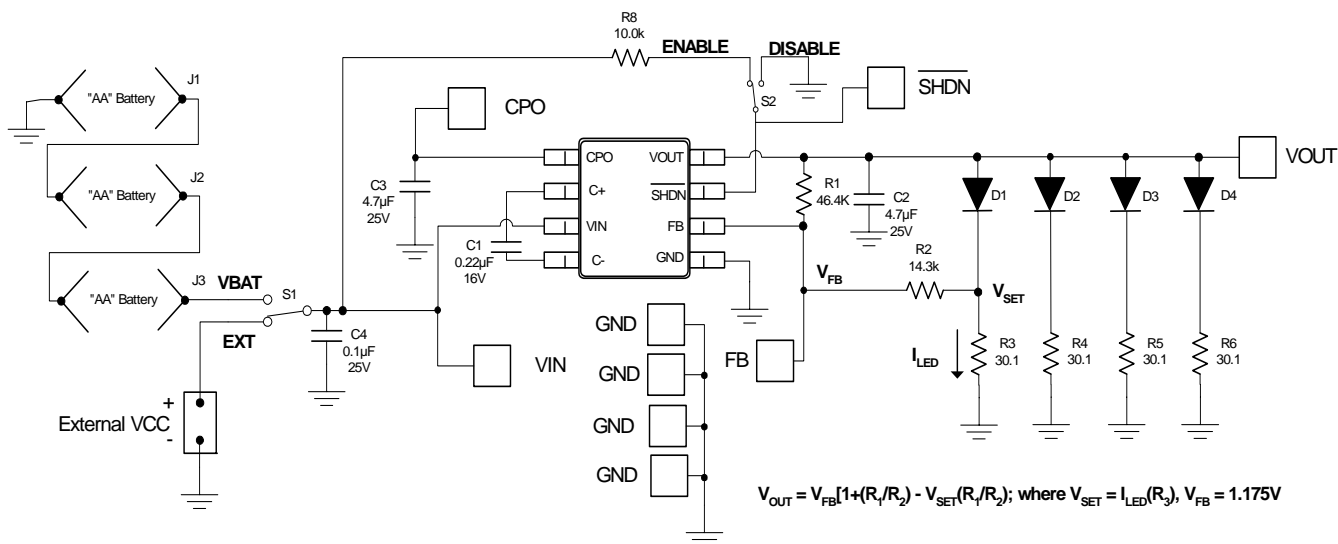 R8
10.0k
ENABLE
DISABLE
J1
"AA" Battery
S2
SHDN
CPO
CPO
VOUT
VOUT
J2
"AA" Battery
C3
4.7µF
25V
C+
SHDN
R1
46.4K
C2
4.7µF
25V
D1
D2
D3
D4
VIN
FB
C1
0.22µF
16V
C-
GND
R2
14.3k
VFB
VSET
J3
"AA" Battery
VBAT
S1
EXT
C4
0.1µF
25V
VIN
GND
GND
GND
GND
FB
ILED
R3
30.1
R4
30.1
R5
30.1
R6
30.1
+
External VCC
-
VOUT = VFB[1+(R1/R2) - VSET(R1/R2); where VSET = ILED(R3), VFB = 1.175V